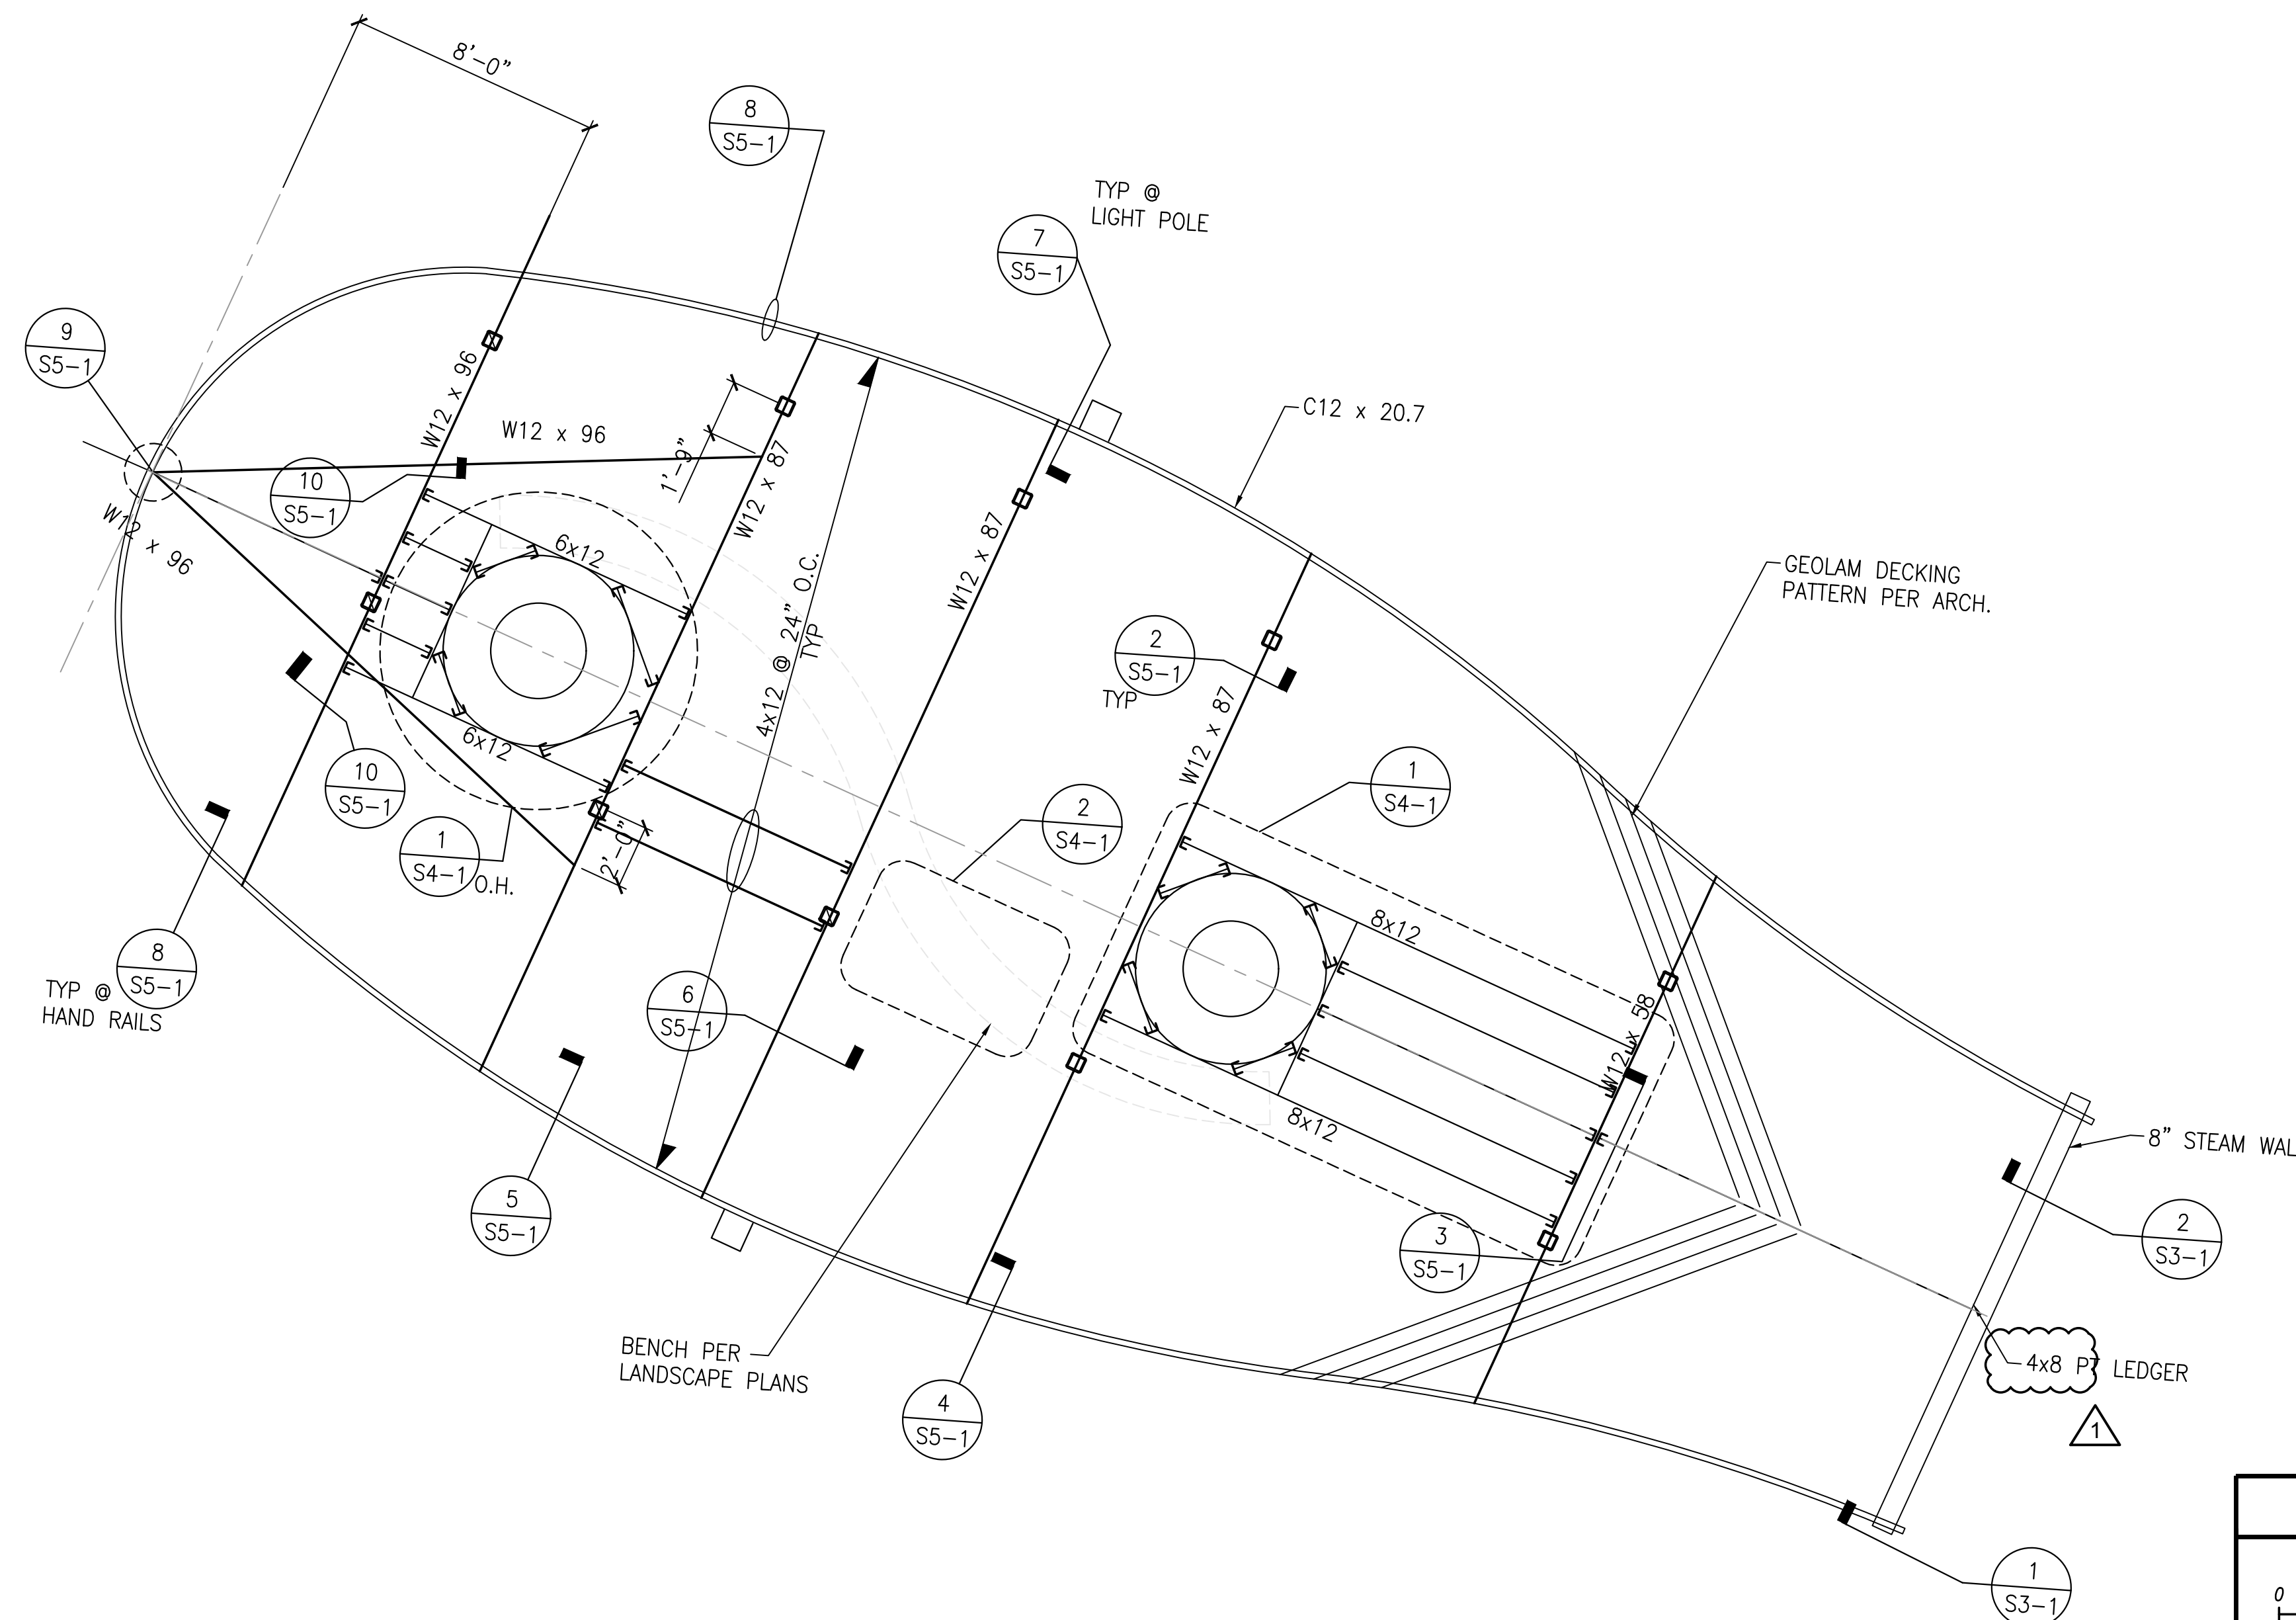 8'-0"
8
S5-1
TYP @
LIGHT POLE
7
S5-1
9
S5-1
W12 x 96
W12 x 96
10
S5-1
W12 x 96
1'-9"
W12 x 87
C12 x 20.7
6x12
W12 x 87
GEOLAM DECKING
PATTERN PER ARCH.
4x12 @ 24" O.C.
TYP
2
S5-1
TYP
W12 x 87
6x12
10
S5-1
1
S4-1
O.H.
2'-0"
2
S4-1
1
S4-1
8x12
W12 x 58
8
S5-1
TYP @
HAND RAILS
6
S5-1
8x12
5
S5-1
3
S5-1
8" STEAM WAL
2
S3-1
BENCH PER
LANDSCAPE PLANS
4
S5-1
4x8 PT LEDGER
1
1
S3-1
0